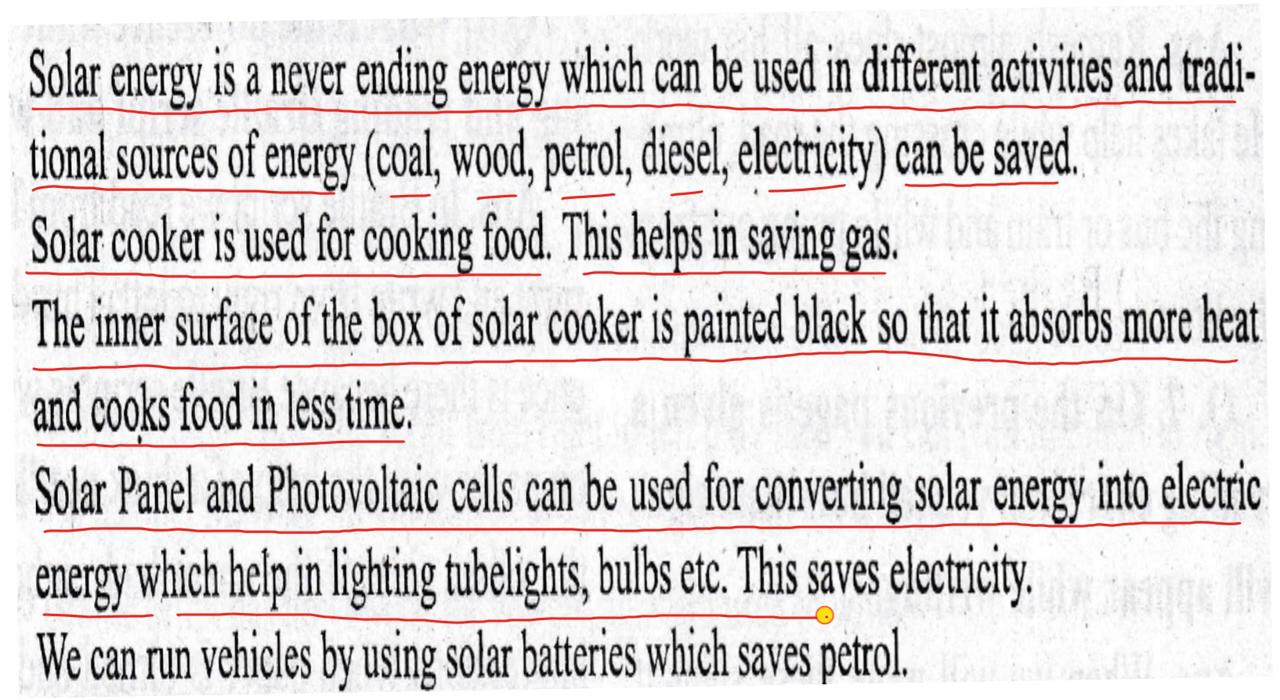 Solar energy is a never ending energy which can be used in different activities and tradi-
tional sources of energy (coal, wood, petrol, diesel, electricity) can be saved.
Solar cooker is used for cooking food. This helps in saving gas.
The inner surface of the box of solar cooker is painted black so that it absorbs more heat
and cooks food in less time.
Solar Panel and Photovoltaic cells can be used for converting solar energy into electric
energy which help in lighting tubelights, bulbs etc. This saves electricity.
We can run vehicles by using solar batteries which saves petrol.